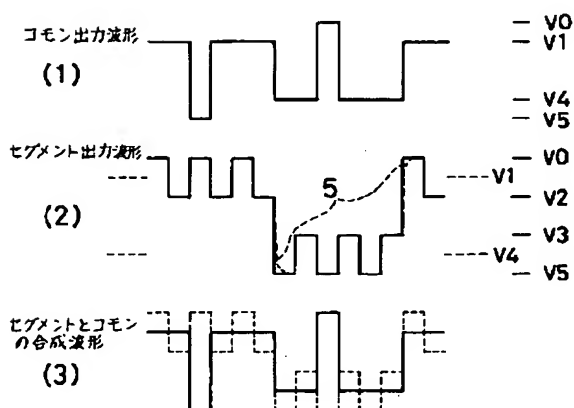 コモン出力波形
(1)
V0
V1
V4
V5
セグメント出力波形
(2)
5
V1
V4
V0
V2
V3
V5
セグメントとコモン
の合成波形
(3)